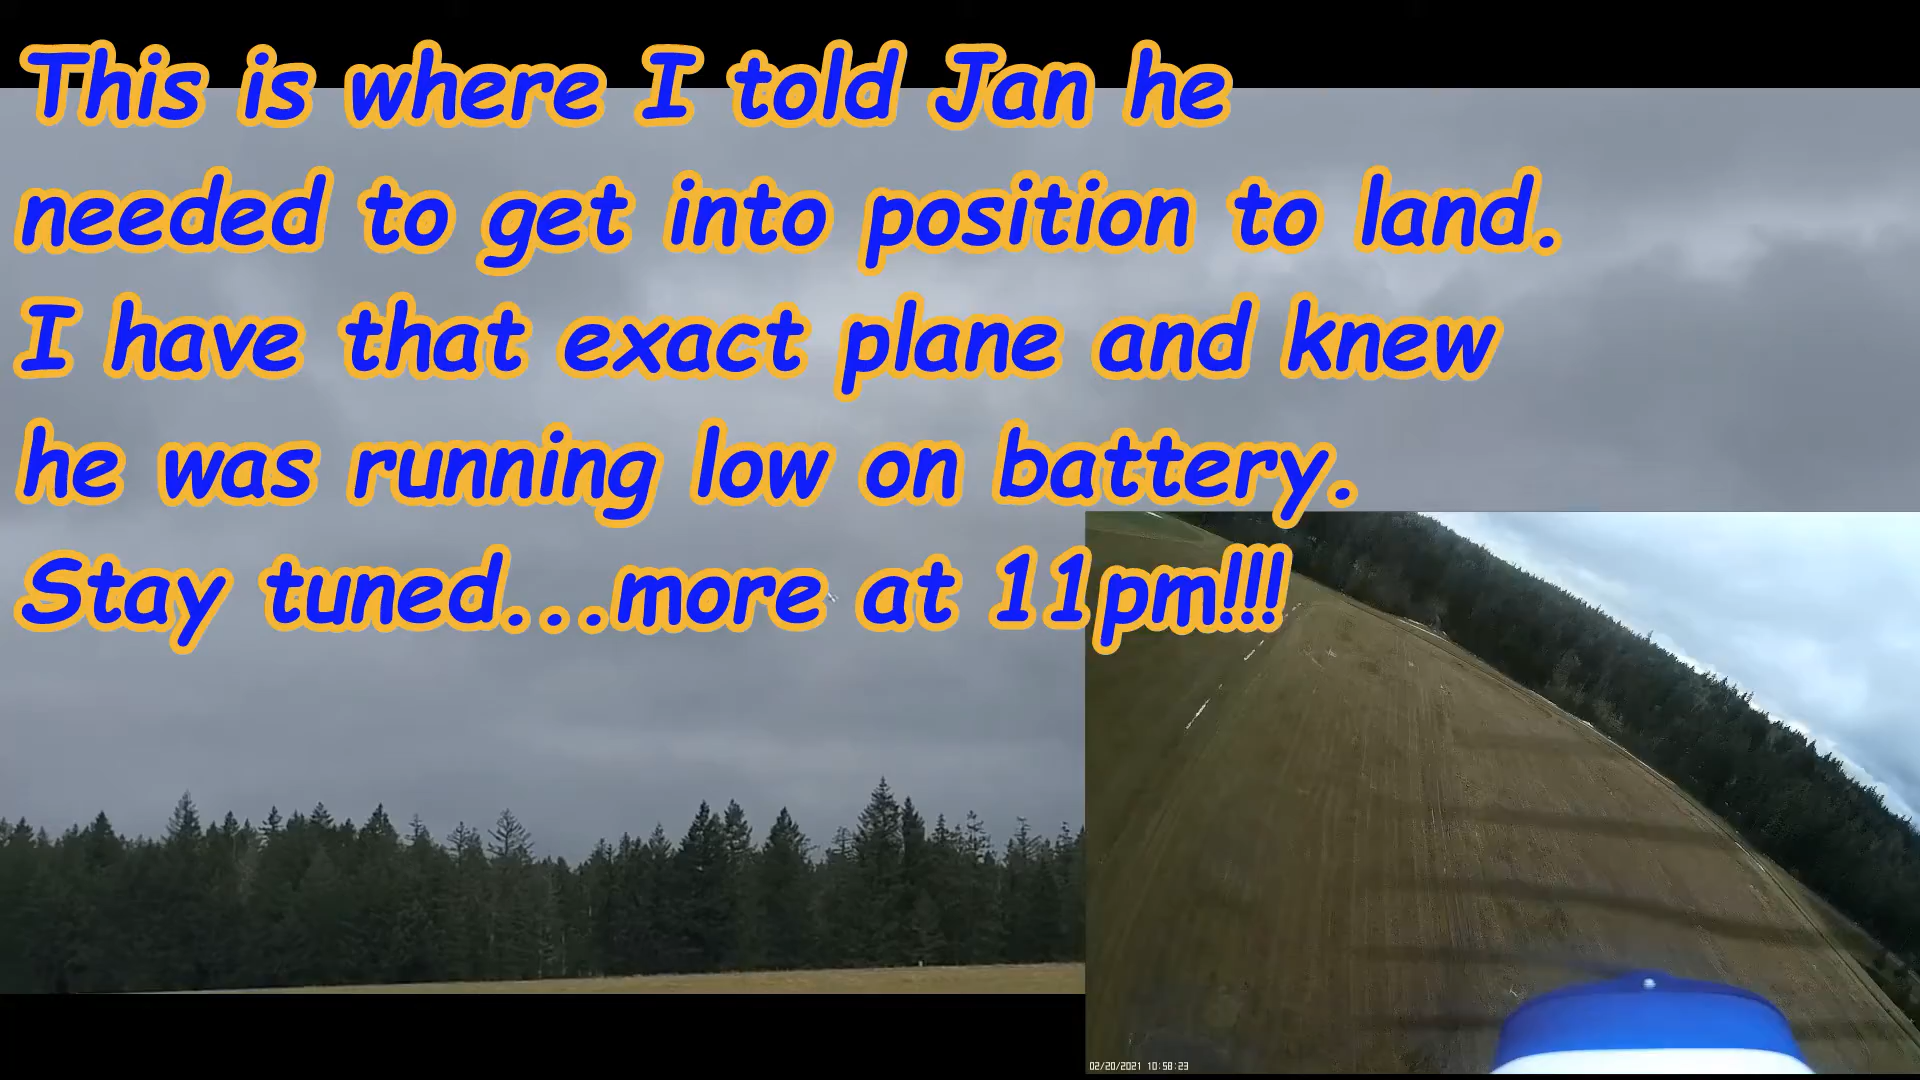 This is where I told Jan he
needed to get into position to land.
I have that exact plane and knew
he was running low on battery.
Stay tuned...more at 11pm!!!
02/20/2021 10:58:23